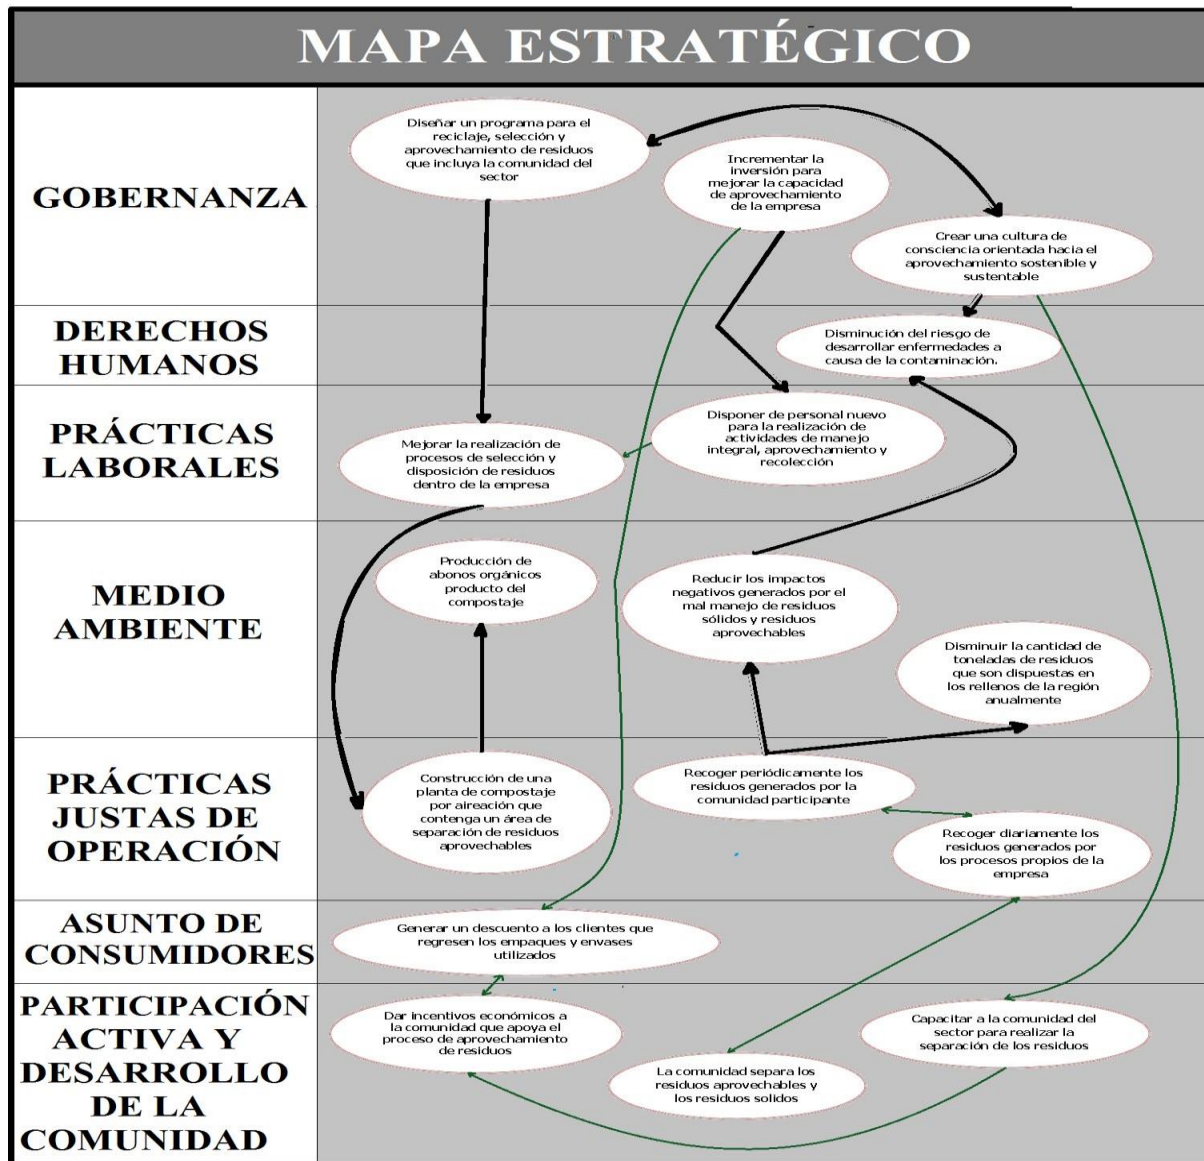 MAPA ESTRATÉGICO
GOBERNANZA
Diseñar un programa para el
reciclaje, selección y
aprovechamiento de residuos
que incluya la comunidad del
sector
Incrementar la
inversión para
mejorar la capacidad
de aprovechamiento
de la empresa
Crear una cultura de
consciencia orientada hacia el
aprovechamiento sostenible y
sustentable
DERECHOS
HUMANOS
Disminución del riesgo de
desarrollar enfermedades a
causa de la contaminación.
PRÁCTICAS
LABORALES
Mejorar la realización de
procesos de selección y
disposición de residuos
dentro de la empresa
Disponer de personal nuevo
para la realización de
actividades de manejo
integral, aprovechamiento y
recolección
MEDIO
AMBIENTE
Producción de
abonos orgánicos
producto del
compostaje
Reducir los impactos
negativos generados por el
mal manejo de residuos
sólidos y residuos
aprovechables
Disminuir la cantidad de
toneladas de residuos
que son dispuestas en
los rellenos de la región
anualmente
PRÁCTICAS
JUSTAS DE
OPERACIÓN
Construcción de una
planta de compostaje
por aireación que
contenga un área de
separación de residuos
aprovechables
Recoger periódicamente los
residuos generados por la
comunidad participante
Recoger diariamente los
residuos generados por
los procesos propios de la
empresa
ASUNTO DE
CONSUMIDORES
Generar un descuento a los clientes que
regresen los empaques y envases
utilizados
PARTICIPACIÓN
ACTIVA Y
DESARROLLO
DE LA
COMUNIDAD
Dar incentivos económicos a
la comunidad que apoya el
proceso de aprovechamiento
de residuos
La comunidad separa los
residuos aprovechables y
los residuos solidos
Capacitar a la comunidad del
sector para realizar la
separación de los residuos